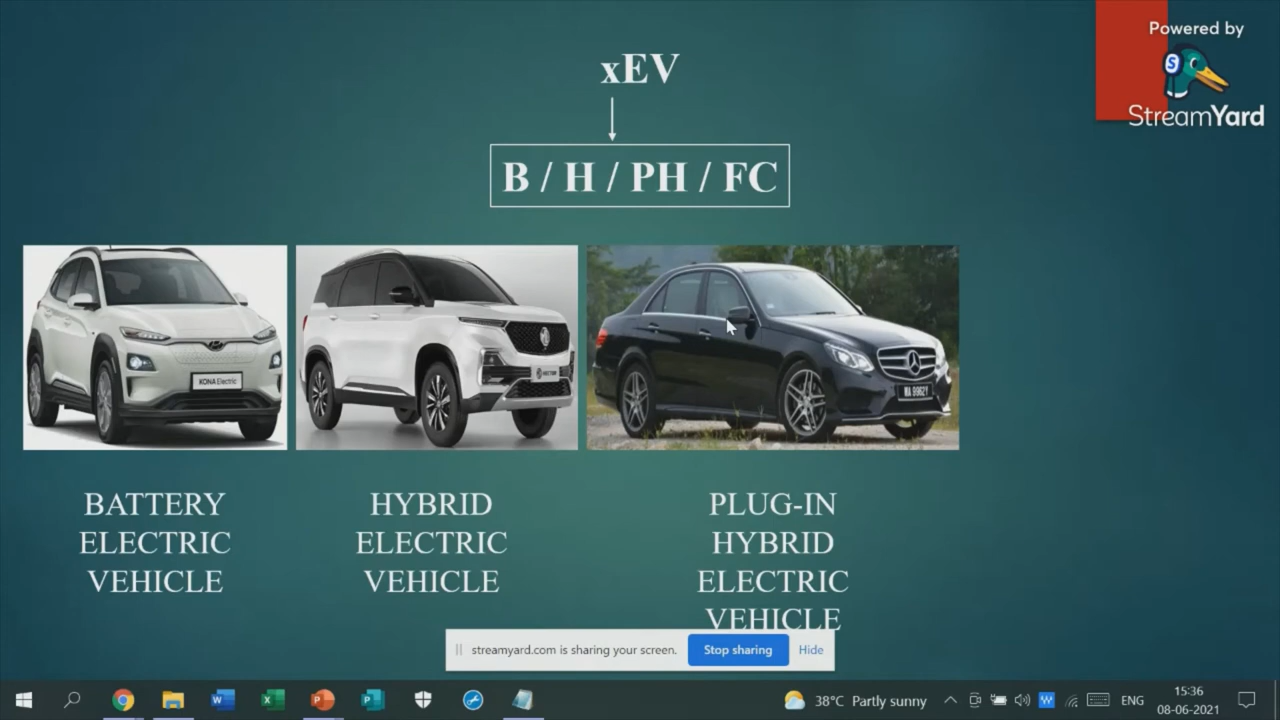 Powered by
StreamYard
xEV
B / H / PH / FC
KONA Electric
HECTOR
BATTERY
ELECTRIC
VEHICLE
HYBRID
ELECTRIC
VEHICLE
PLUG-IN
HYBRID
ELECTRIC
VEHICLE
streamyard.com is sharing your screen.
Stop sharing
Hide
38°C Partly sunny
ENG
15:36
08-06-2021